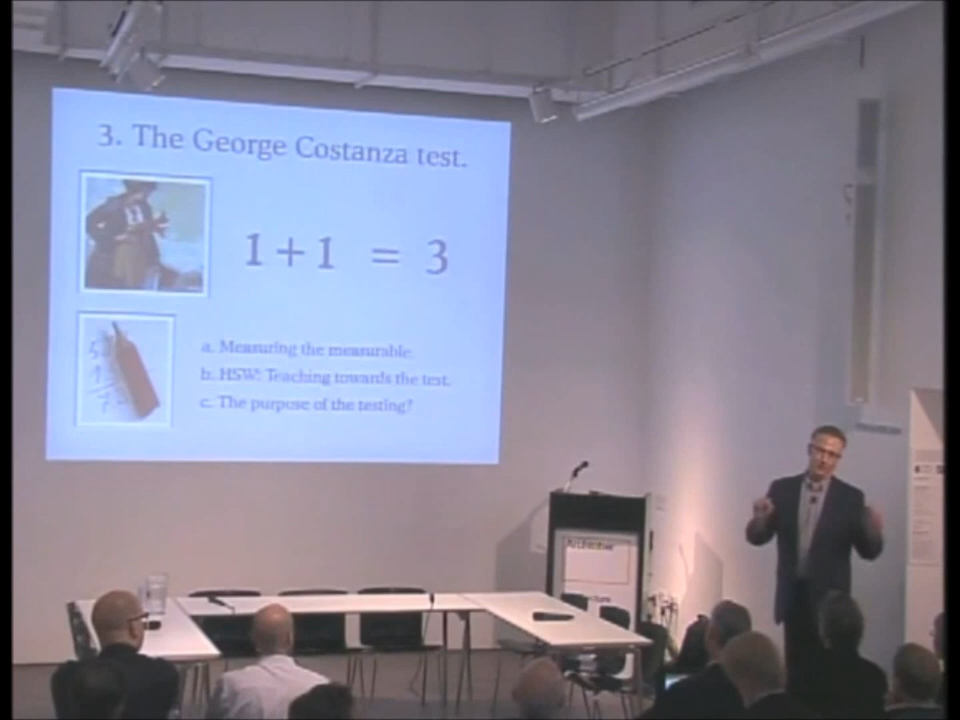 3. The George Costanza test.
1+1 = 3
a. Measuring the measurable.
b. HSW: Teaching towards the test.
c. The purpose of the testing?